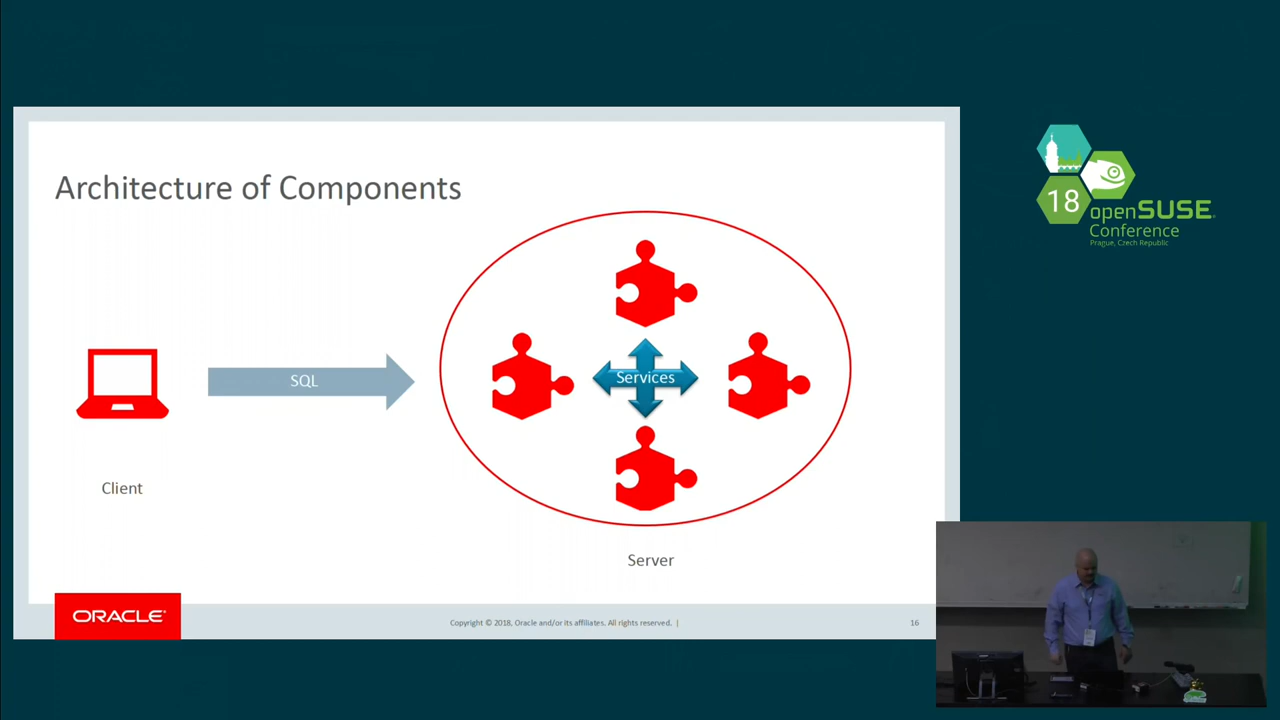 Architecture of Components
SQL
Services
Client
Server
ORACLE
Copyright © 2018, Oracle and/or its affiliates. All rights reserved. |
16
18
openSUSE
Conference
Prague, Czech Republic